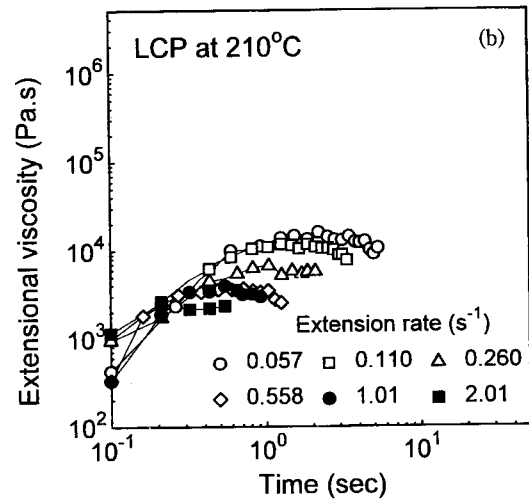 LCP at 210°C
(b)
10⁶
10⁵
10⁴
10³
10²
Extensional viscosity (Pa.s)
Extension rate (s⁻¹)
0.057 0.110 0.260
0.558 1.01 2.01
10⁻¹ 10⁰ 10¹
Time (sec)